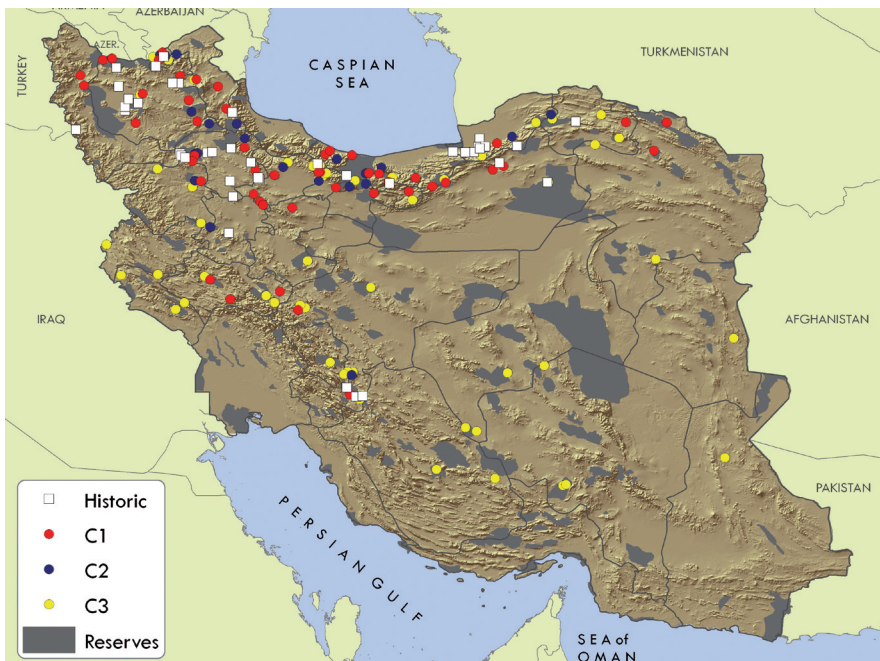 ARMENIA
AZERBAIJAN
AZER.
TURKEY
CASPIAN
SEA
TURKMENISTAN
IRAQ
AFGHANISTAN
PAKISTAN
PERSIAN GULF
SEA of
OMAN
Historic
C1
C2
C3
Reserves